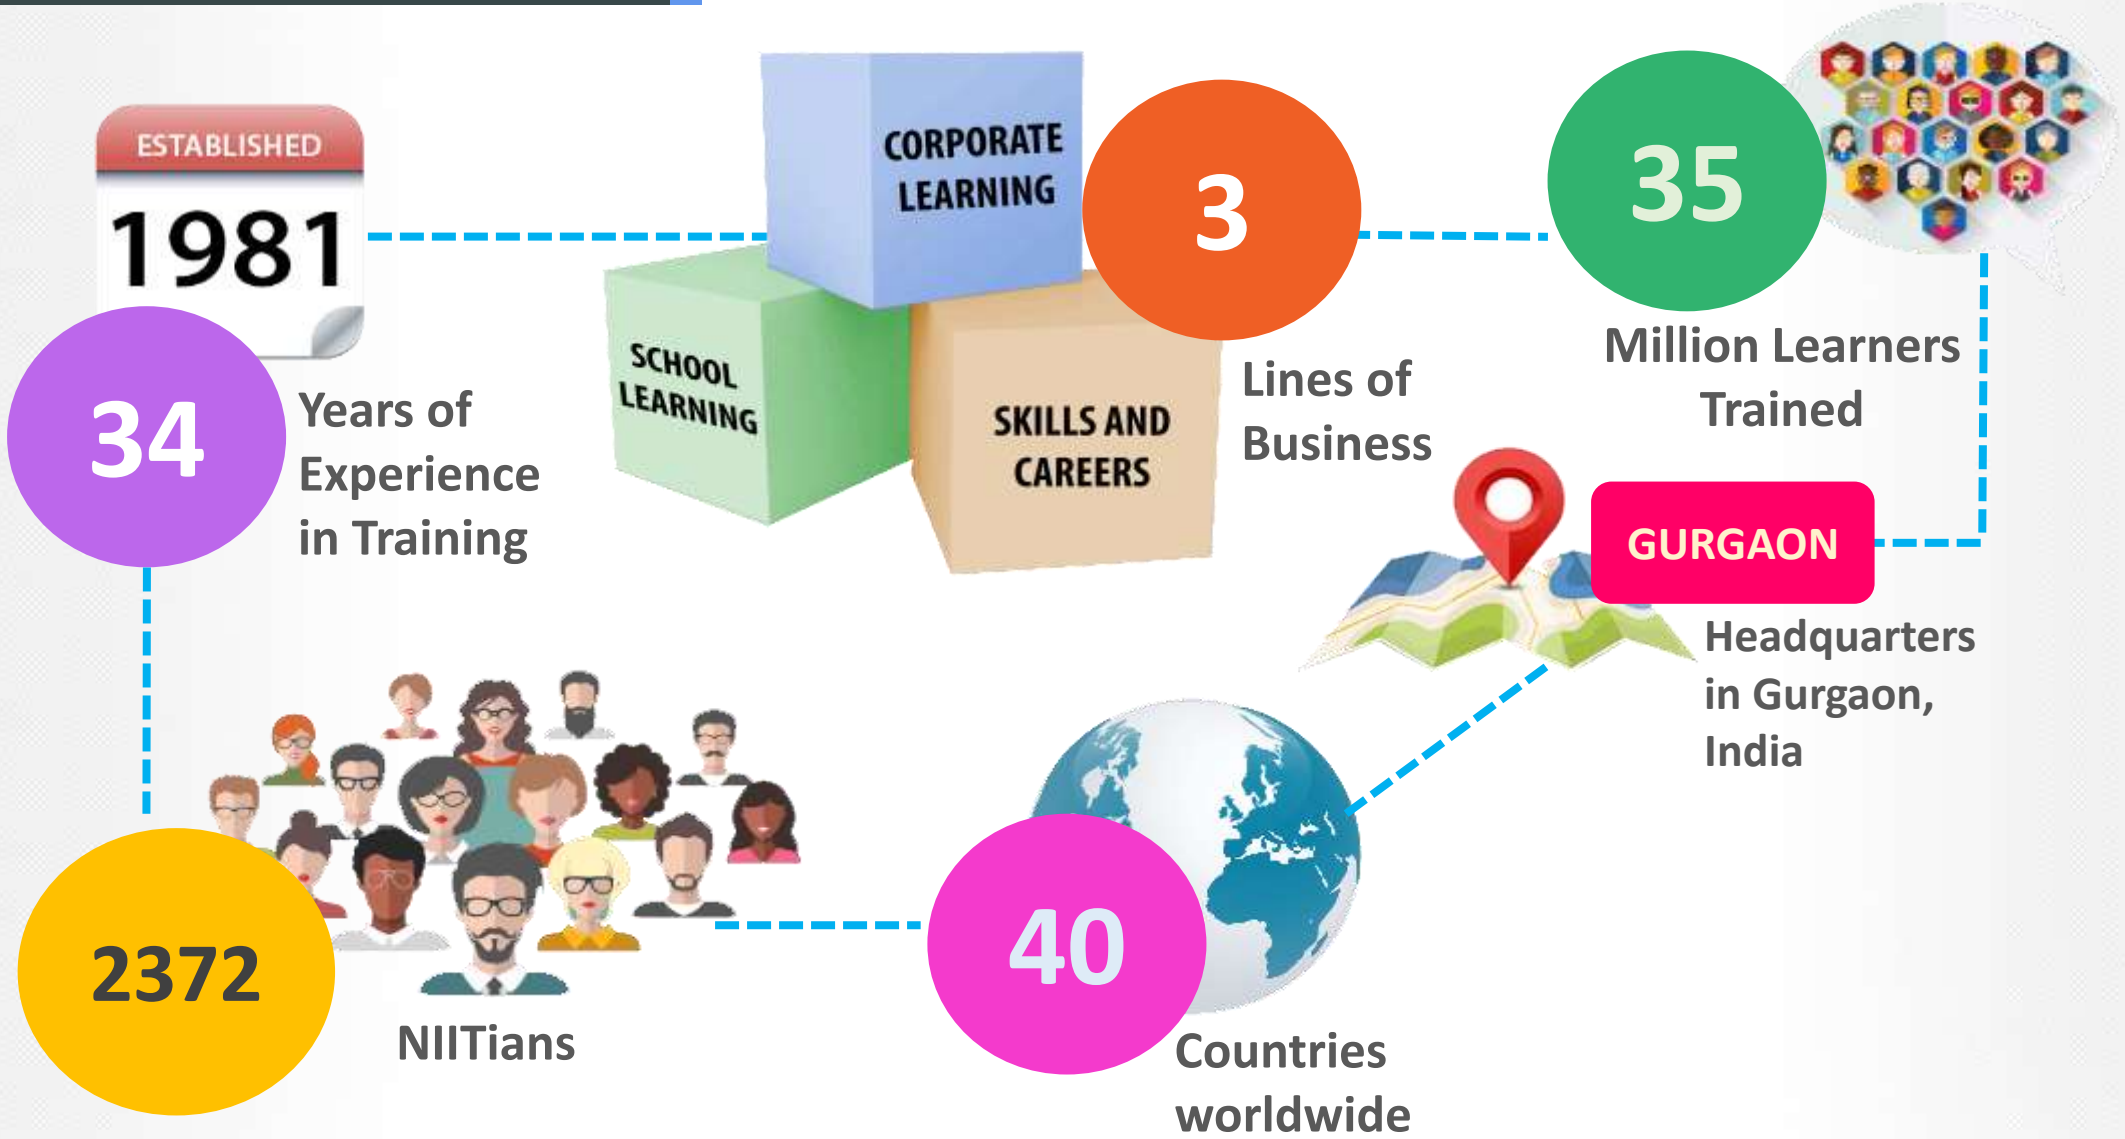 ESTABLISHED
1981
34
Years of
Experience
in Training
CORPORATE
LEARNING
SCHOOL
LEARNING
SKILLS AND
CAREERS
3
Lines of
Business
35
Million Learners
Trained
GURGAON
Headquarters
in Gurgaon,
India
40
Countries
worldwide
2372
NIITians